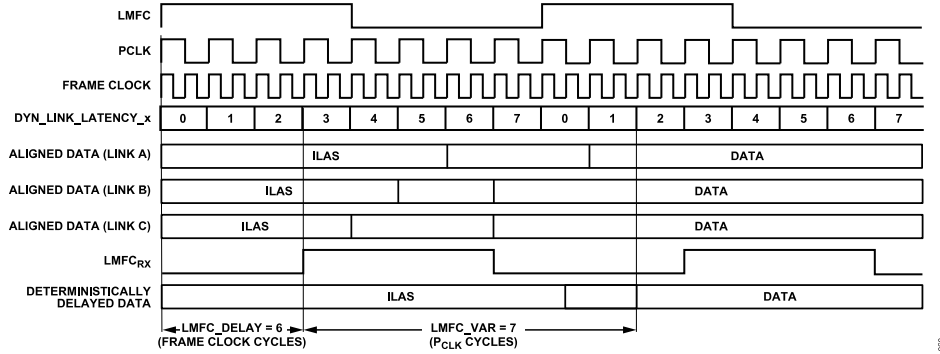 LMFC
PCLK
FRAME CLOCK
DYN_LINK_LATENCY_x 0 1 2 3 4 5 6 7 0 1 2 3 4 5 6 7
ALIGNED DATA (LINK A) ILAS DATA
ALIGNED DATA (LINK B) ILAS DATA
ALIGNED DATA (LINK C) ILAS DATA
LMFCRX
DETERMINISTICALLY
DELAYED DATA
ILAS DATA
LMFC_DELAY = 6
(FRAME CLOCK CYCLES)
LMFC_VAR = 7
(PCLK CYCLES)